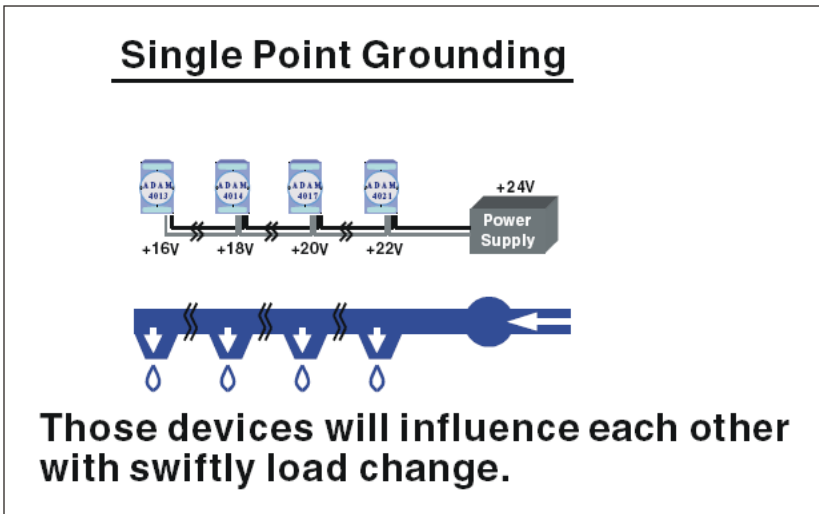 Single Point Grounding
ADAM 4013
ADAM 4014
ADAM 4017
ADAM 4021
+24V
Power
Supply
+16V
+18V
+20V
+22V
Those devices will influence each other
with swiftly load change.